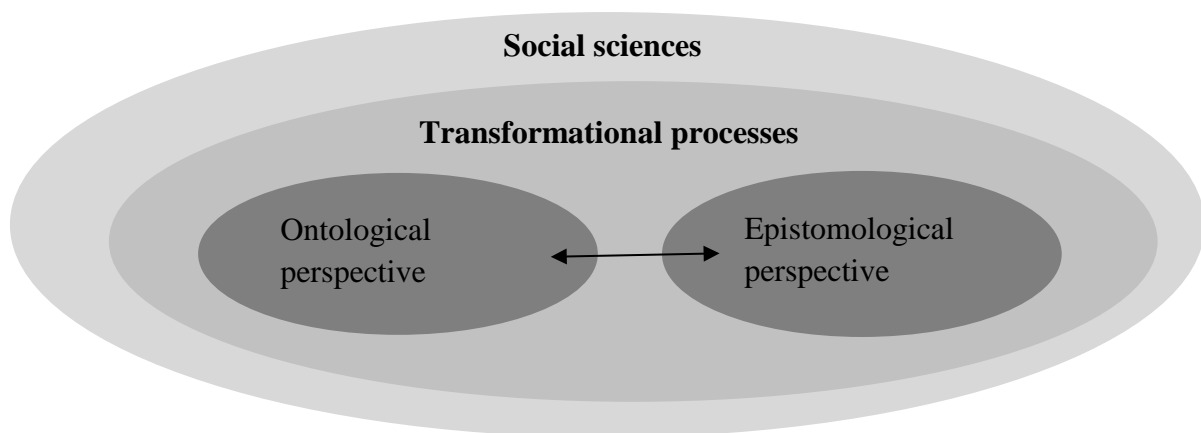 Social sciences
Transformational processes
Ontological
perspective
Epistomological
perspective